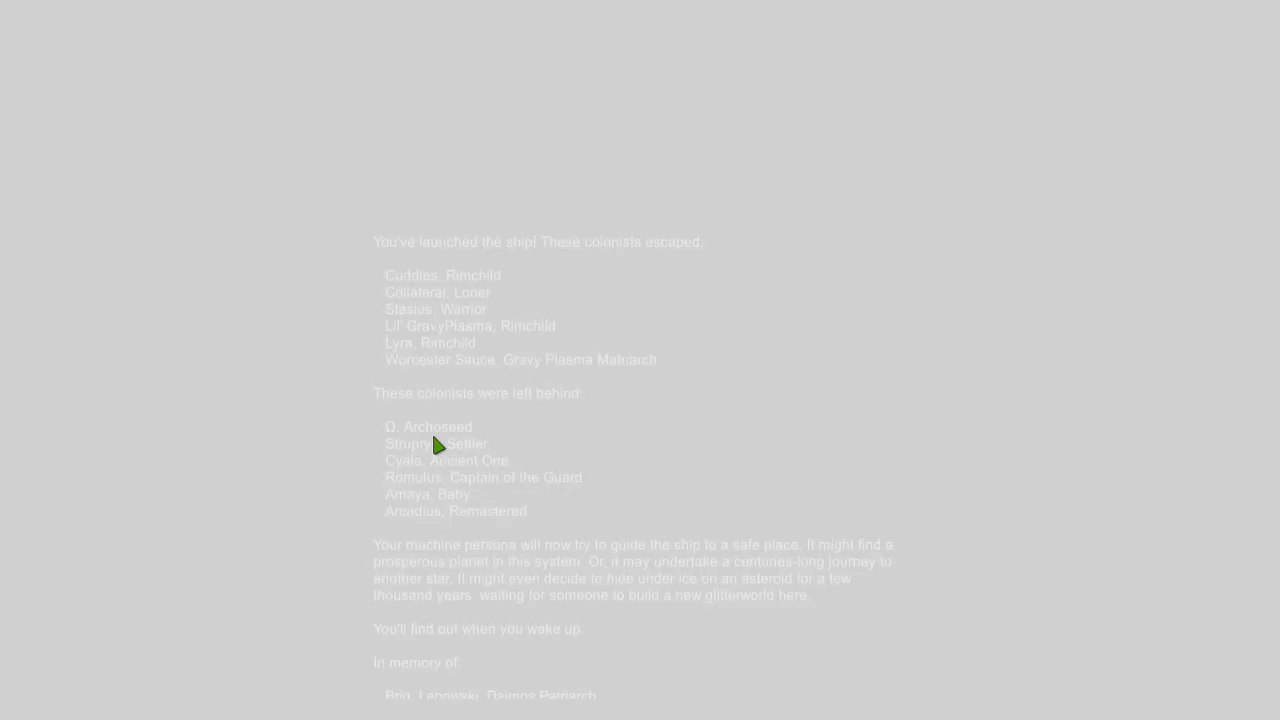 You've launched the ship! These colonists escaped:
Cuddles, Rimchild
Collateral, Loner
Stasius, Warrior
Lil' GravyPlasma, Rimchild
Lyra, Rimchild
Worcester Sauce, Gravy Plasma Matriarch
These colonists were left behind:
Ω, Archoseed
Settler
Cyala, Ancient One
Romulus, Captain of the Guard
Amaya, Baby
Arcadius, Remastered
Your machine persona will now try to guide the ship to a safe place. It might find a
prosperous planet in this system. Or, it may undertake a centuries-long journey to
another star. It might even decide to hide under ice on an asteroid for a few
thousand years, waiting for someone to build a new glitterworld here.
You'll find out when you wake up.
In memory of:
Brig. Lebowski, Daimos Patriarch